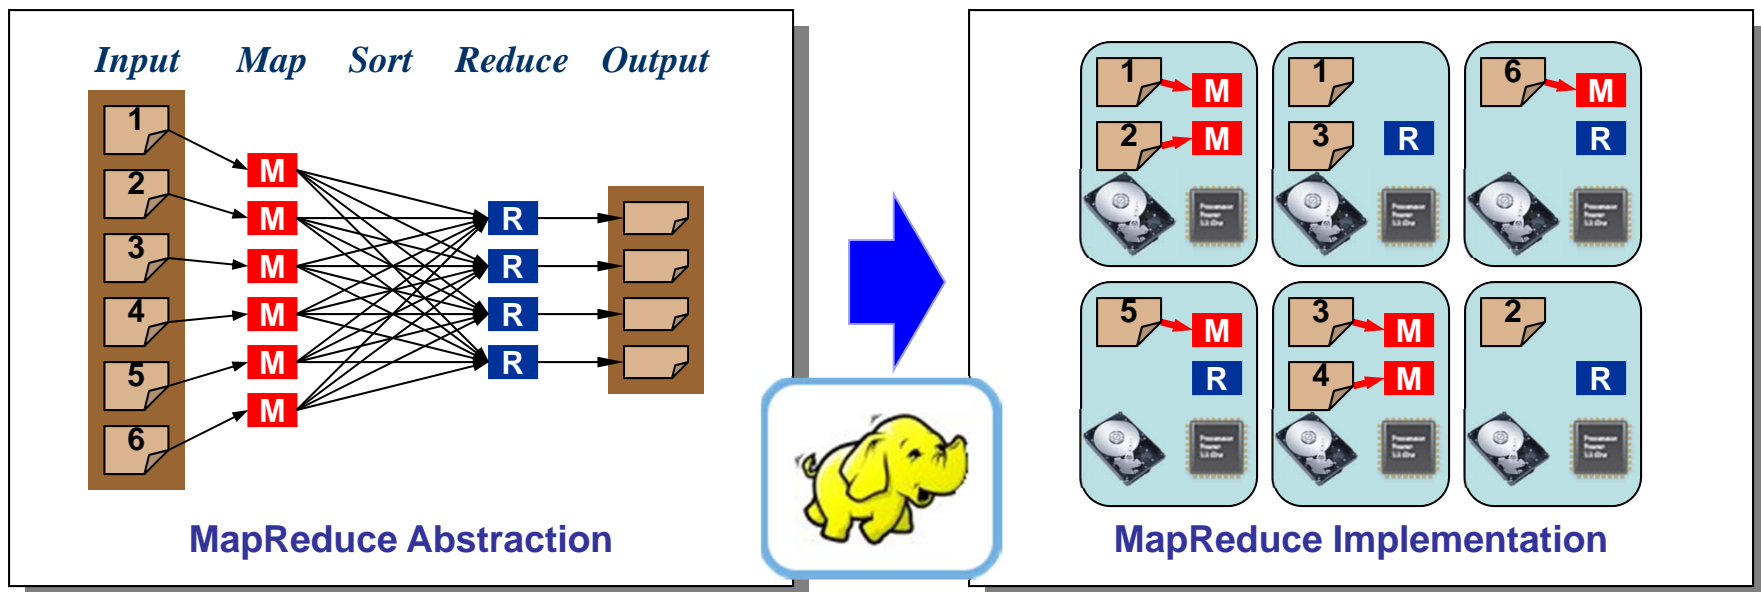 Input Map Sort Reduce Output
1
2
3
4
5
6
M
M
M
M
M
M
R
R
R
R
MapReduce Abstraction
1 M
2 M
1
3 R
6 M
R
5 M
R
3 M
4 M
2
R
MapReduce Implementation